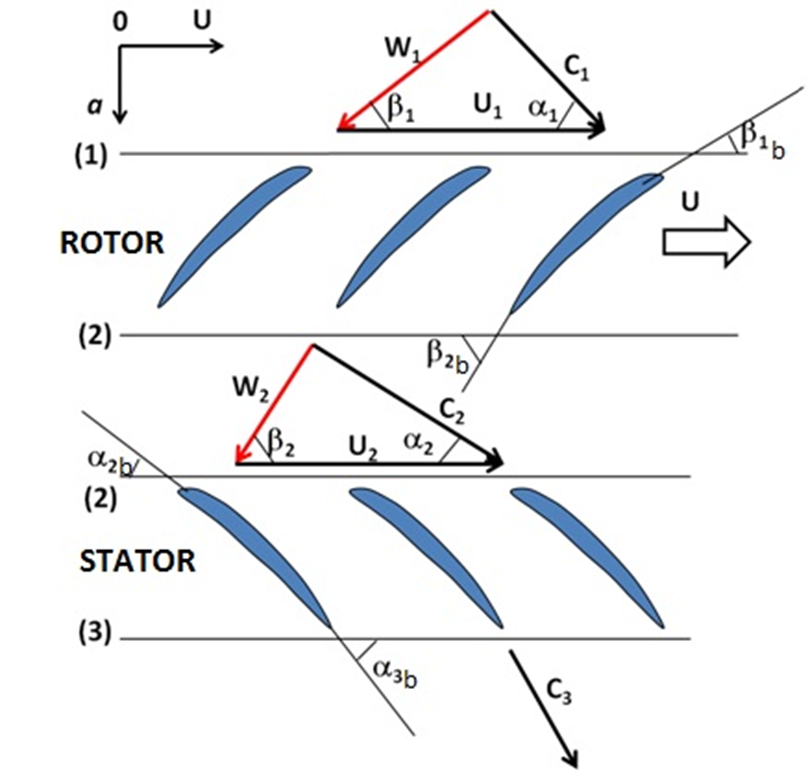 0 U
W₁
C₁
a
β₁ U₁ α₁
β₁b
(1)
U
ROTOR
(2)
β₂b
W₂
C₂
β₂ U₂ α₂
α₂b
(2)
STATOR
(3)
α₃b
C₃